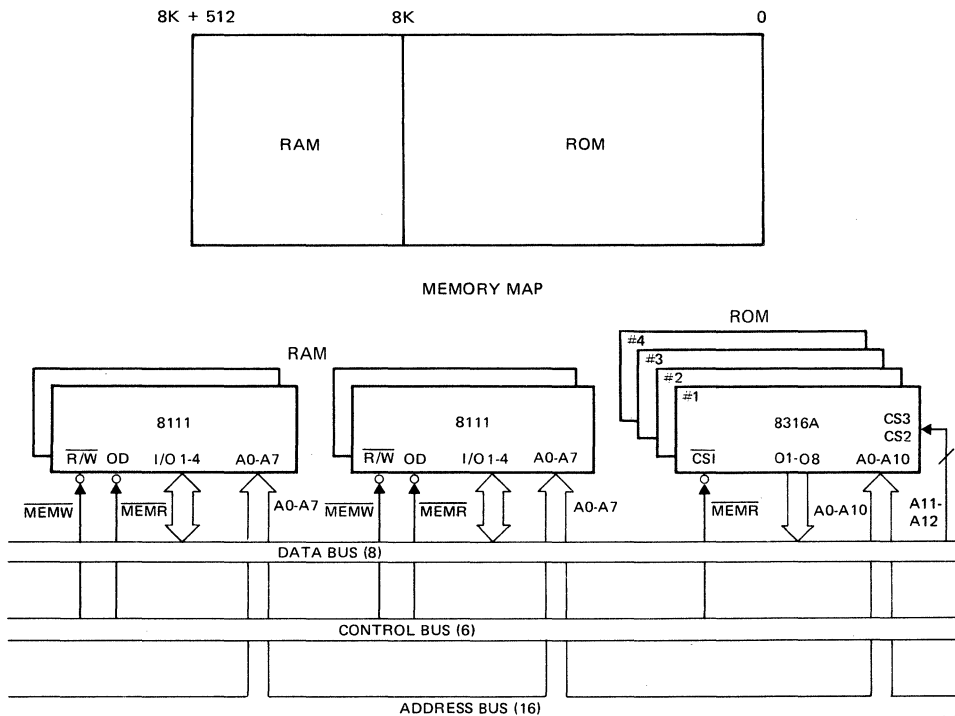 8K + 512 8K 0
RAM ROM
MEMORY MAP
RAM ROM
#4
#3
#2
#1
8111 8111 8316A
CS3
CS2
R/W OD I/O 1-4 A0-A7 R/W OD I/O 1-4 A0-A7 CSI O1-O8 A0-A10
MEMW MEMR A0-A7 MEMW MEMR A0-A7 MEMR A0-A10 A11-
A12
DATA BUS (8)
CONTROL BUS (6)
ADDRESS BUS (16)